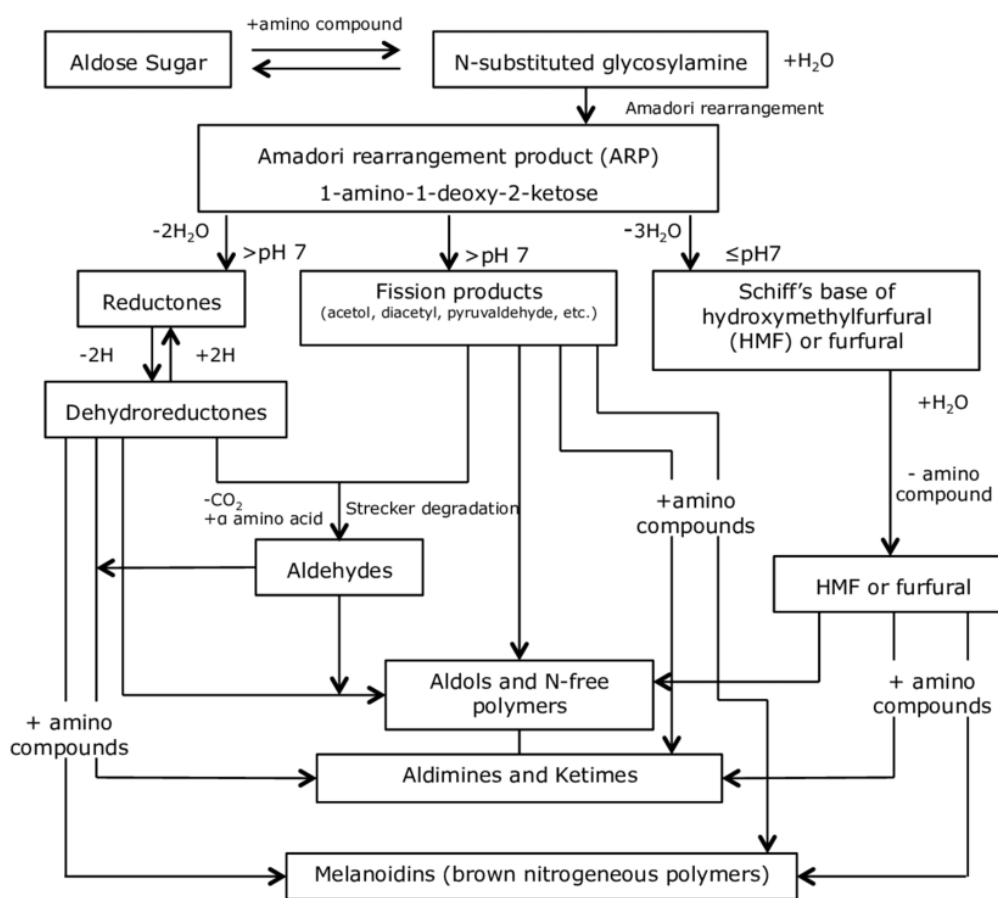 +amino compound
Aldose Sugar
N-substituted glycosylamine
+H₂O
Amadori rearrangement
Amadori rearrangement product (ARP)
1-amino-1-deoxy-2-ketose
-2H₂O
>pH 7
>pH 7
-3H₂O
≤pH7
Reductones
Fission products
(acetol, diacetyl, pyruvaldehyde, etc.)
Schiff's base of
hydroxymethylfurfural
(HMF) or furfural
-2H
+2H
Dehydroreductones
+H₂O
- amino
compound
-CO₂
+α amino acid
Strecker degradation
+amino
compounds
Aldehydes
HMF or furfural
Aldols and N-free
polymers
+ amino
compounds
+ amino
compounds
Aldimines and Ketimes
Melanoidins (brown nitrogeneous polymers)